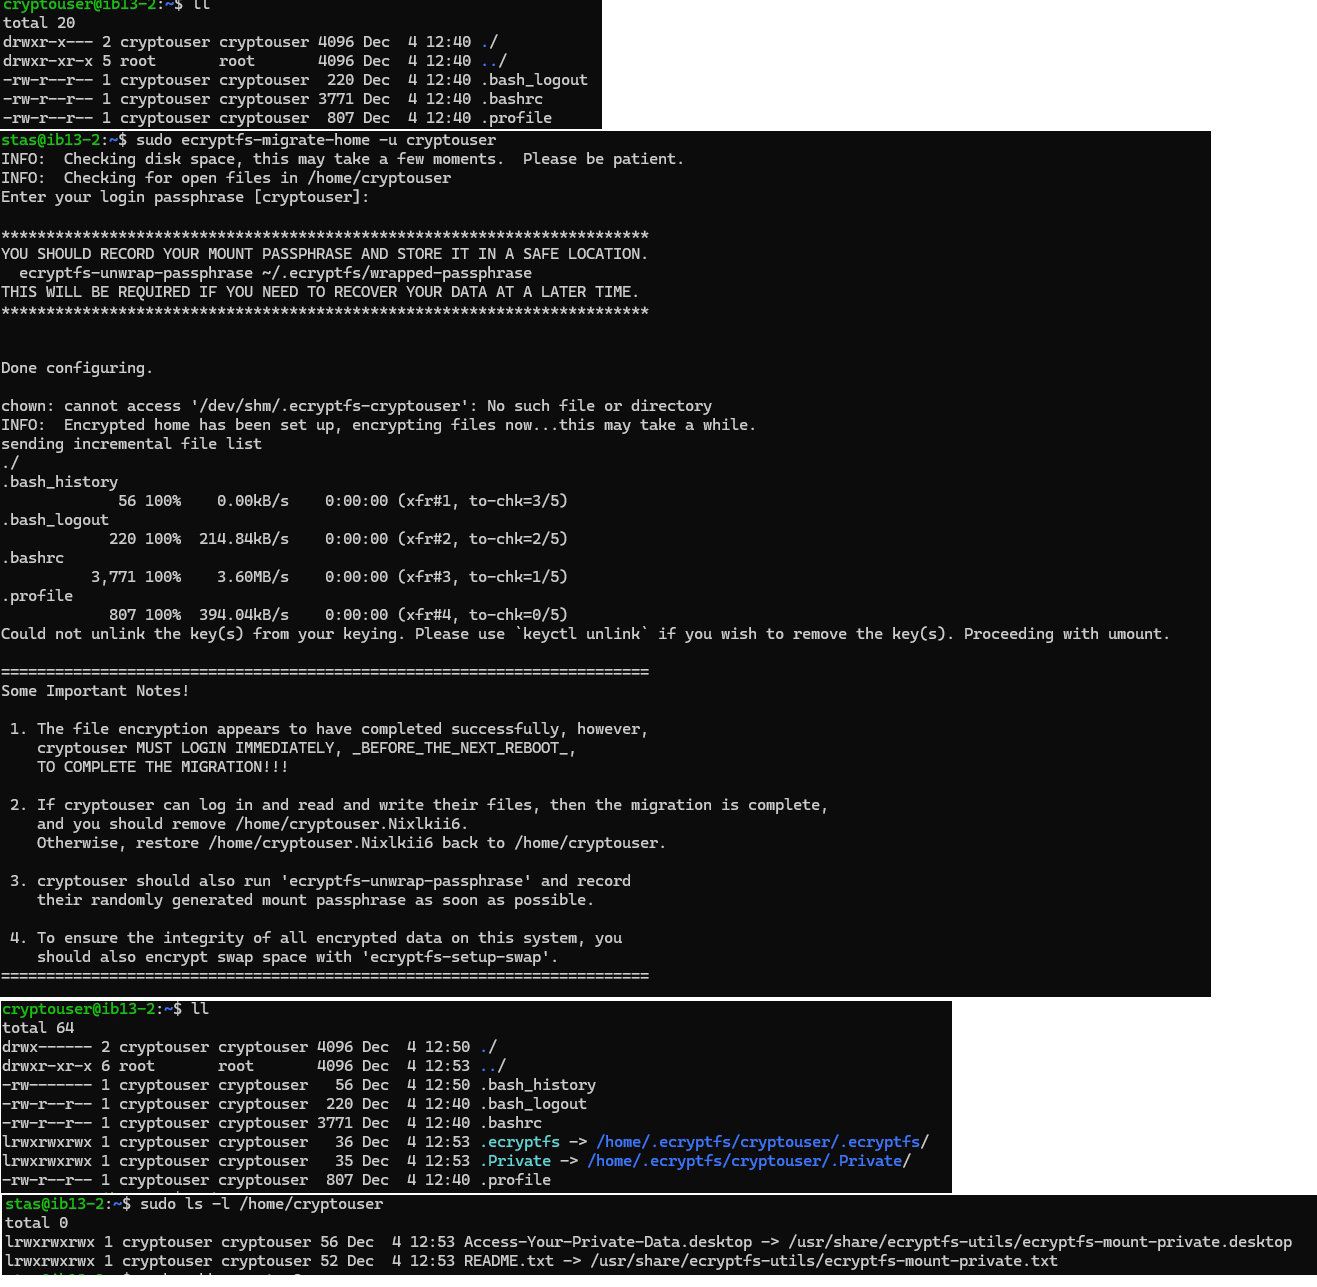 cryptouser@ib13-2:~$ ll
total 20
drwxr-x--- 2 cryptouser cryptouser 4096 Dec  4 12:40 ./
drwxr-xr-x 5 root       root       4096 Dec  4 12:40 ../
-rw-r--r-- 1 cryptouser cryptouser  220 Dec  4 12:40 .bash_logout
-rw-r--r-- 1 cryptouser cryptouser 3771 Dec  4 12:40 .bashrc
-rw-r--r-- 1 cryptouser cryptouser  807 Dec  4 12:40 .profile
stas@ib13-2:~$ sudo ecryptfs-migrate-home -u cryptouser
INFO:  Checking disk space, this may take a few moments.  Please be patient.
INFO:  Checking for open files in /home/cryptouser
Enter your login passphrase [cryptouser]:
************************************************************************
YOU SHOULD RECORD YOUR MOUNT PASSPHRASE AND STORE IT IN A SAFE LOCATION.
  ecryptfs-unwrap-passphrase ~/.ecryptfs/wrapped-passphrase
THIS WILL BE REQUIRED IF YOU NEED TO RECOVER YOUR DATA AT A LATER TIME.
************************************************************************
Done configuring.
chown: cannot access '/dev/shm/.ecryptfs-cryptouser': No such file or directory
INFO:  Encrypted home has been set up, encrypting files now...this may take a while.
sending incremental file list
./
.bash_history
             56 100%    0.00kB/s    0:00:00 (xfr#1, to-chk=3/5)
.bash_logout
            220 100%  214.84kB/s    0:00:00 (xfr#2, to-chk=2/5)
.bashrc
          3,771 100%    3.60MB/s    0:00:00 (xfr#3, to-chk=1/5)
.profile
            807 100%  394.04kB/s    0:00:00 (xfr#4, to-chk=0/5)
Could not unlink the key(s) from your keying. Please use `keyctl unlink` if you wish to remove the key(s). Proceeding with umount.
========================================================================
Some Important Notes!
 1. The file encryption appears to have completed successfully, however,
    cryptouser MUST LOGIN IMMEDIATELY, _BEFORE_THE_NEXT_REBOOT_,
    TO COMPLETE THE MIGRATION!!!
 2. If cryptouser can log in and read and write their files, then the migration is complete,
    and you should remove /home/cryptouser.Nixlkii6.
    Otherwise, restore /home/cryptouser.Nixlkii6 back to /home/cryptouser.
 3. cryptouser should also run 'ecryptfs-unwrap-passphrase' and record
    their randomly generated mount passphrase as soon as possible.
 4. To ensure the integrity of all encrypted data on this system, you
    should also encrypt swap space with 'ecryptfs-setup-swap'.
========================================================================
cryptouser@ib13-2:~$ ll
total 64
drwx------ 2 cryptouser cryptouser 4096 Dec  4 12:50 ./
drwxr-xr-x 6 root       root       4096 Dec  4 12:53 ../
-rw------- 1 cryptouser cryptouser   56 Dec  4 12:50 .bash_history
-rw-r--r-- 1 cryptouser cryptouser  220 Dec  4 12:40 .bash_logout
-rw-r--r-- 1 cryptouser cryptouser 3771 Dec  4 12:40 .bashrc
lrwxrwxrwx 1 cryptouser cryptouser   36 Dec  4 12:53 .ecryptfs -> /home/.ecryptfs/cryptouser/.ecryptfs/
lrwxrwxrwx 1 cryptouser cryptouser   35 Dec  4 12:53 .Private -> /home/.ecryptfs/cryptouser/.Private/
-rw-r--r-- 1 cryptouser cryptouser  807 Dec  4 12:40 .profile
stas@ib13-2:~$ sudo ls -l /home/cryptouser
total 0
lrwxrwxrwx 1 cryptouser cryptouser 56 Dec  4 12:53 Access-Your-Private-Data.desktop -> /usr/share/ecryptfs-utils/ecryptfs-mount-private.desktop
lrwxrwxrwx 1 cryptouser cryptouser 52 Dec  4 12:53 README.txt -> /usr/share/ecryptfs-utils/ecryptfs-mount-private.txt